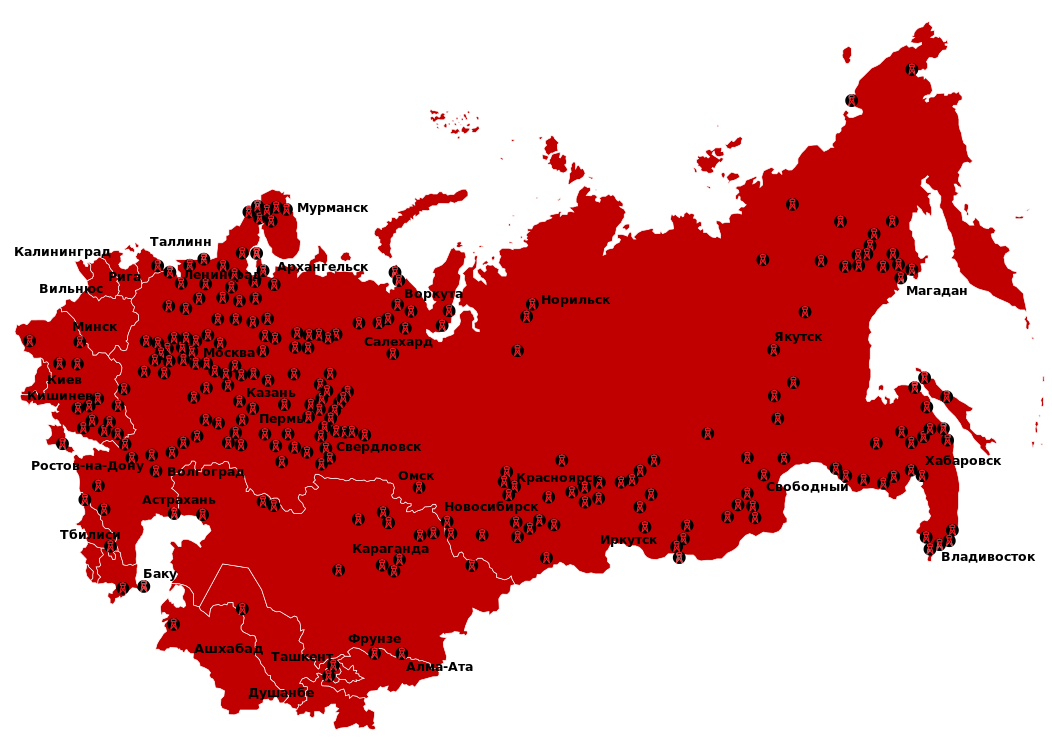 Мурманск
Таллинн
Калининград
Архангельск
Ленинград
Рига
Вильнюс
Воркута
Магадан
Норильск
Минск
Якутск
Салехард
Москва
Киев
Казань
Кишинев
Пермь
Свердловск
Хабаровск
Ростов-на-Дону
Волгоград
Омск
Красноярск
Свободный
Астрахань
Новосибирск
Тбилиси
Иркутск
Караганда
Владивосток
Баку
Фрунзе
Ашхабад
Ташкент
Алма-Ата
Душанбе